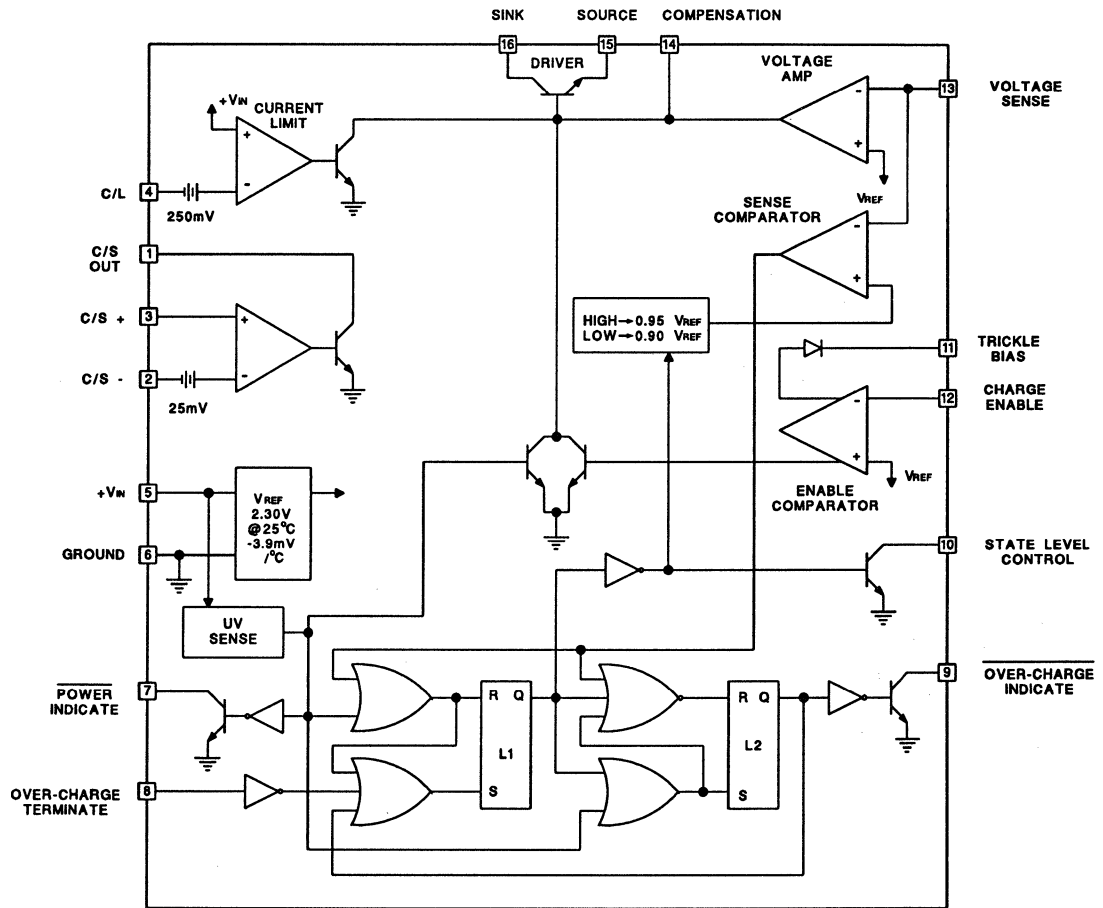 SINK SOURCE COMPENSATION
16 15 14
DRIVER
VOLTAGE
AMP
-
+
VREF
13
VOLTAGE
SENSE
+VIN
CURRENT
LIMIT
+
-
C/L
4
250mV
SENSE
COMPARATOR
-
+
C/S
OUT
1
C/S +
3
+
-
C/S -
2
25mV
HIGH→0.95 VREF
LOW→0.90 VREF
11
TRICKLE
BIAS
12
CHARGE
ENABLE
-
+
VREF
ENABLE
COMPARATOR
+VIN
5
VREF
2.30V
@25°C
-3.9mV
/°C
GROUND
6
10
STATE LEVEL
CONTROL
UV
SENSE
POWER
INDICATE
7
9
OVER-CHARGE
INDICATE
R Q
L1
S
R Q
L2
S
OVER-CHARGE
TERMINATE
8